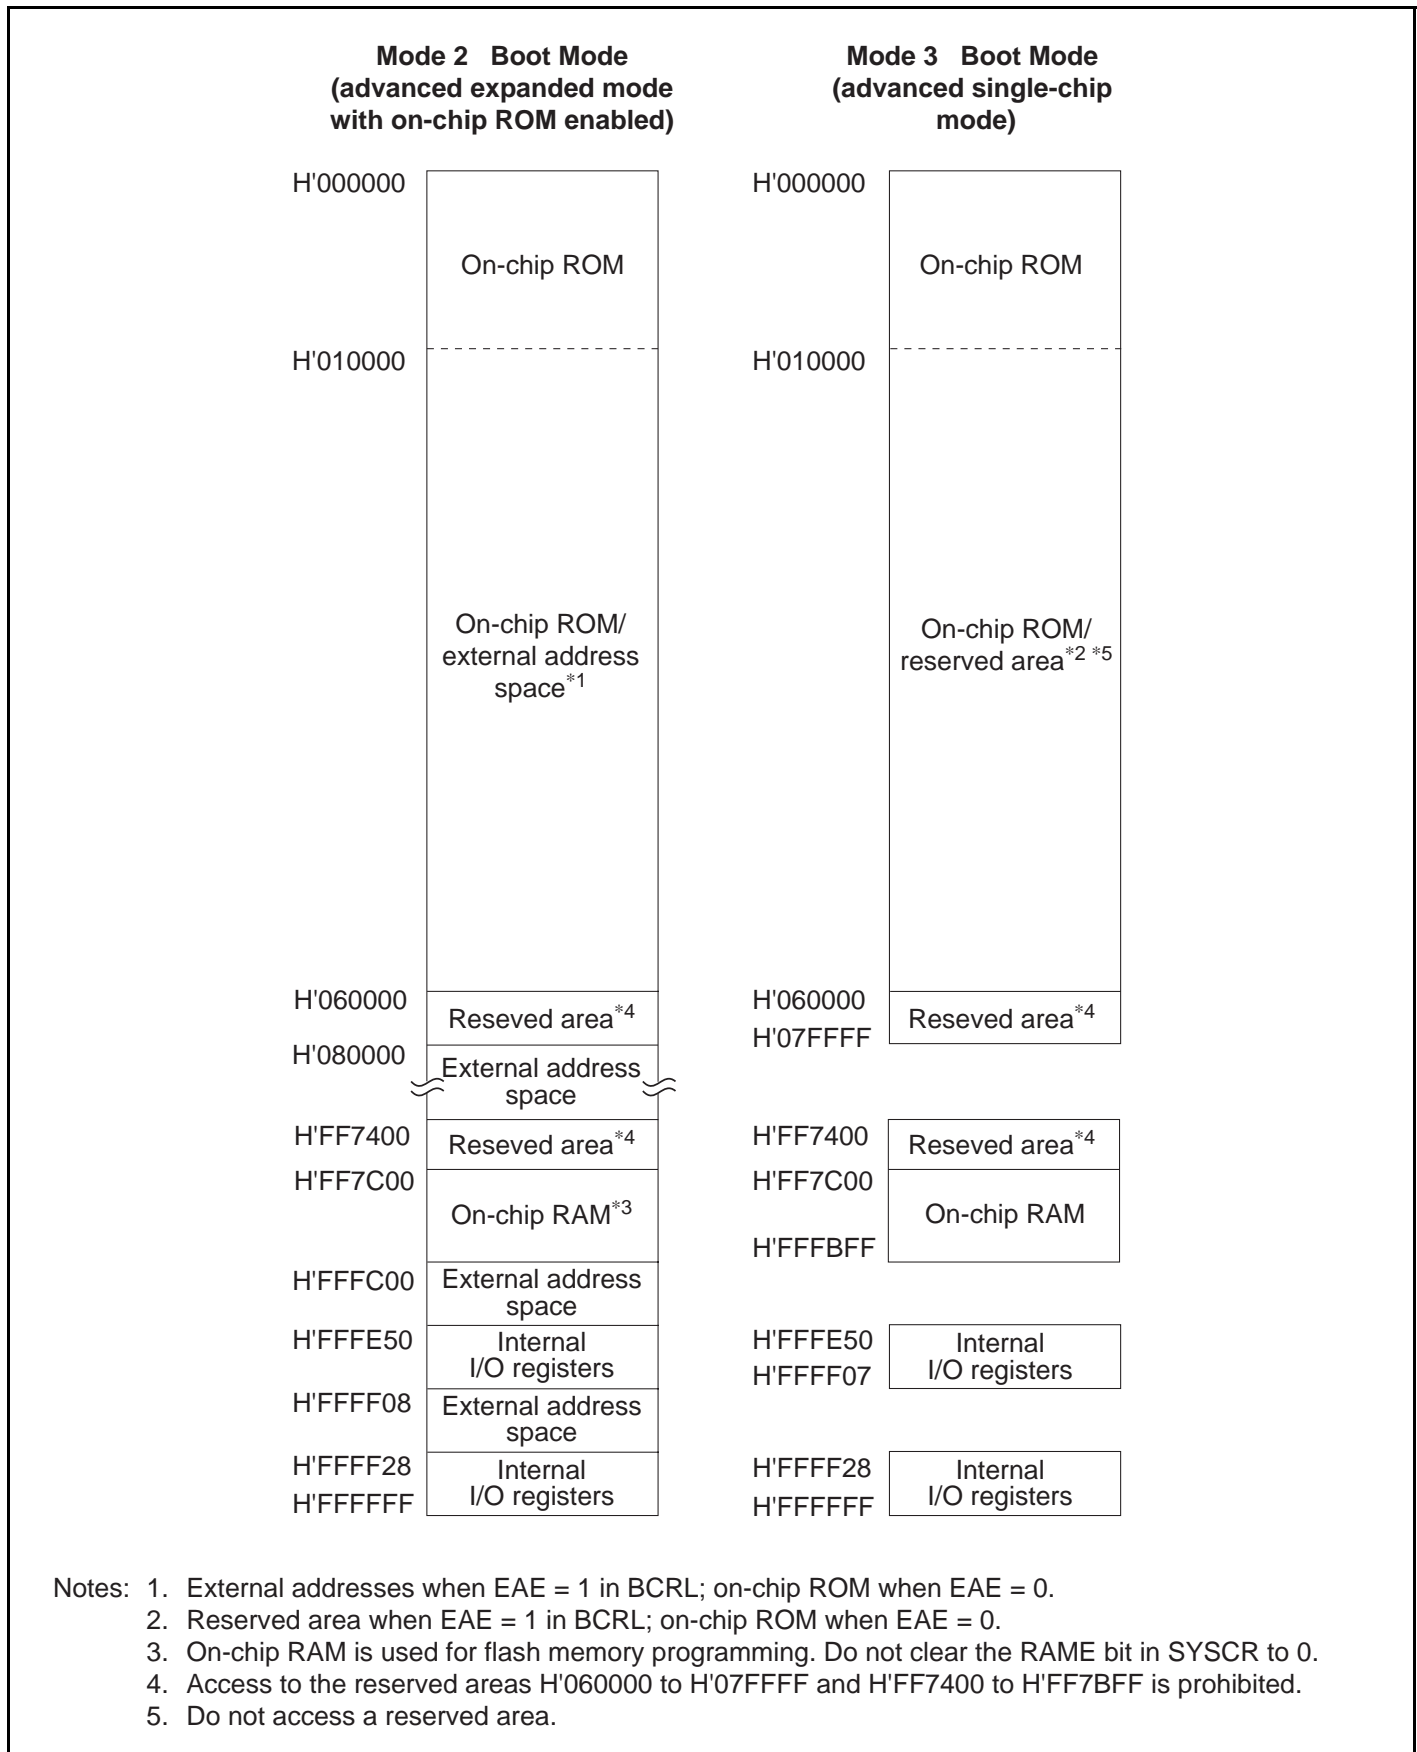 Mode 2 Boot Mode
(advanced expanded mode
with on-chip ROM enabled)
H'000000
On-chip ROM
H'010000
On-chip ROM/
external address
space*1
H'060000
Reseved area*4
H'080000
External address
space
H'FF7400
Reseved area*4
H'FF7C00
On-chip RAM*3
H'FFFC00
External address
space
H'FFFE50
Internal
I/O registers
H'FFFF08
External address
space
H'FFFF28
Internal
I/O registers
H'FFFFFF
Mode 3 Boot Mode
(advanced single-chip
mode)
H'000000
On-chip ROM
H'010000
On-chip ROM/
reserved area*2 *5
H'060000
Reseved area*4
H'07FFFF
H'FF7400
Reseved area*4
H'FF7C00
On-chip RAM
H'FFFBFF
H'FFFE50
Internal
I/O registers
H'FFFF07
H'FFFF28
Internal
I/O registers
H'FFFFFF
Notes: 1. External addresses when EAE = 1 in BCRL; on-chip ROM when EAE = 0.
2. Reserved area when EAE = 1 in BCRL; on-chip ROM when EAE = 0.
3. On-chip RAM is used for flash memory programming. Do not clear the RAME bit in SYSCR to 0.
4. Access to the reserved areas H'060000 to H'07FFFF and H'FF7400 to H'FF7BFF is prohibited.
5. Do not access a reserved area.